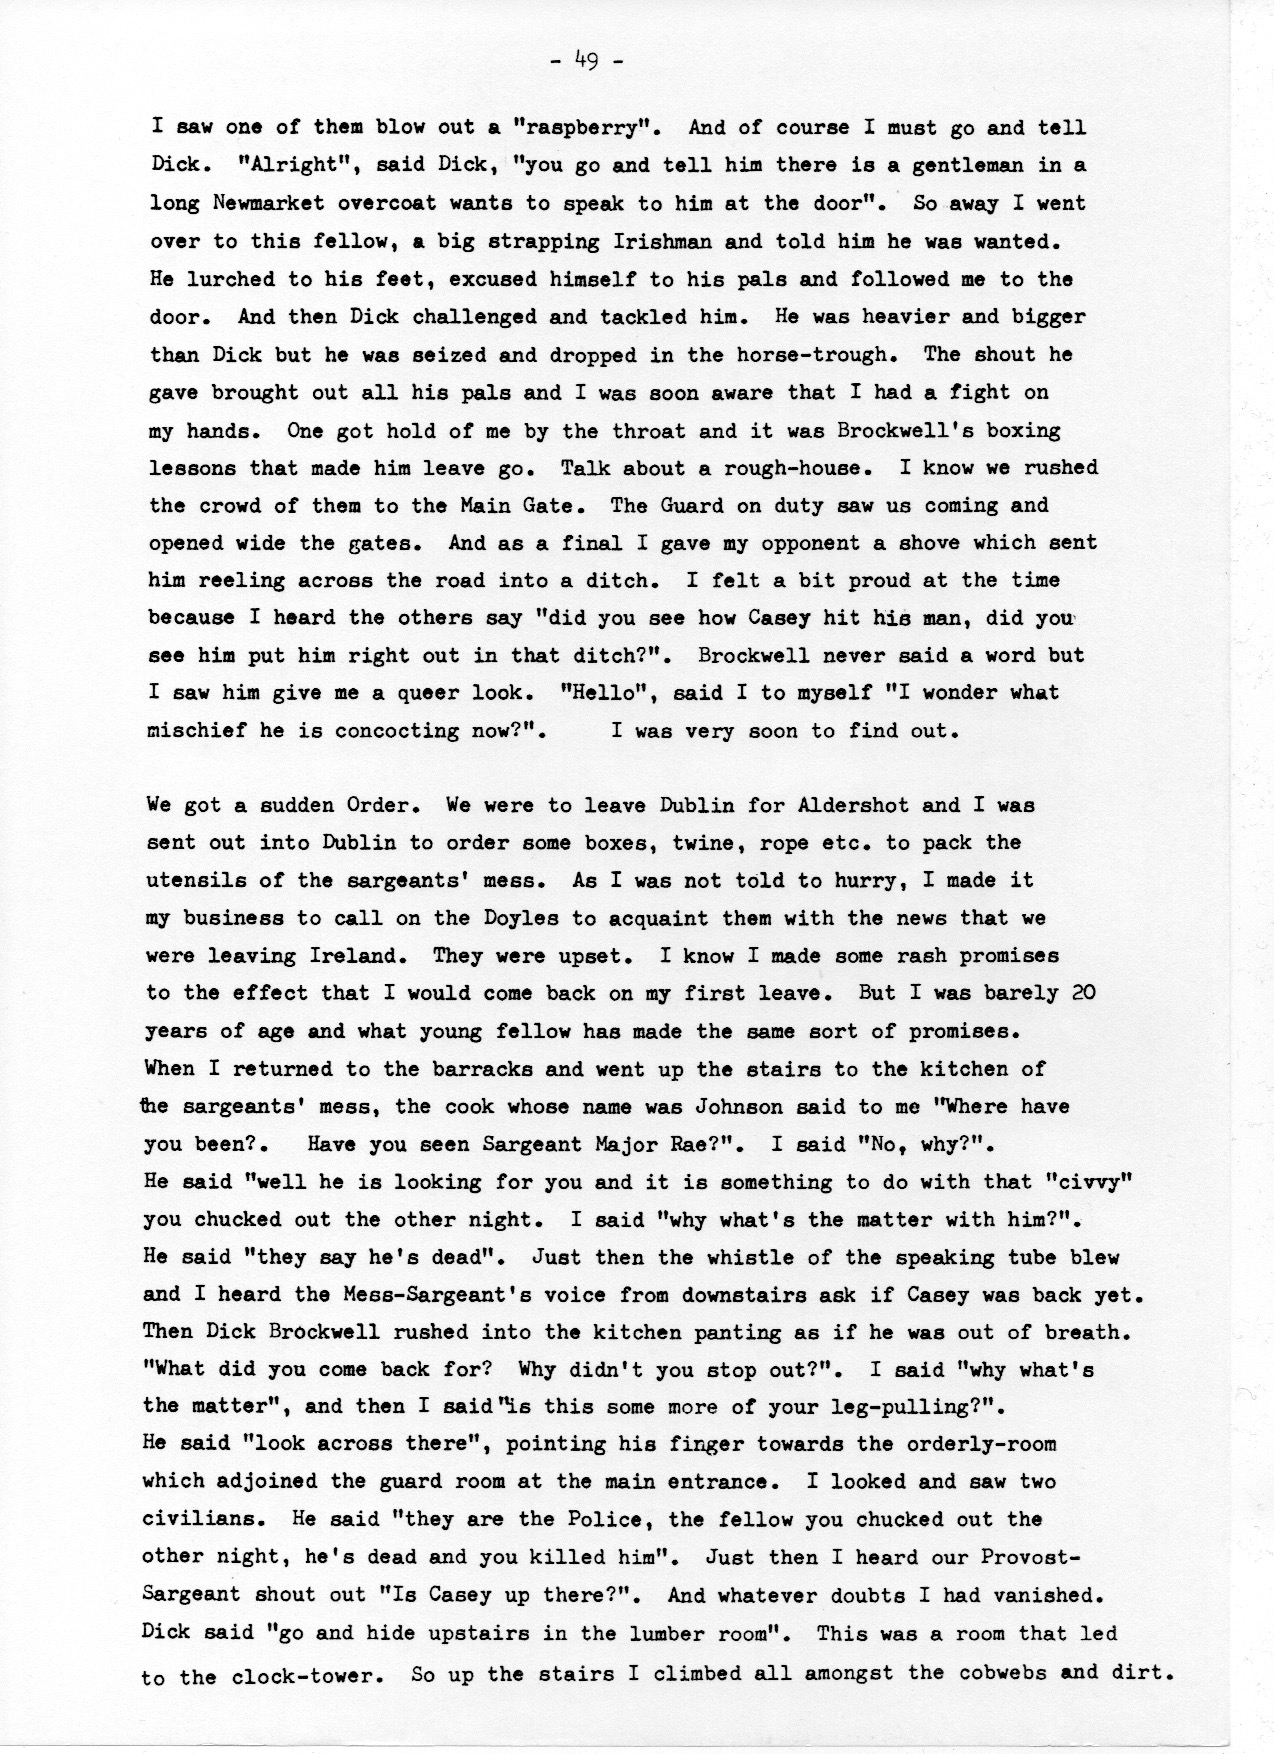 - 49 -
I saw one of them blow out a "raspberry".  And of course I must go and tell
Dick.  "Alright", said Dick, "you go and tell him there is a gentleman in a
long Newmarket overcoat wants to speak to him at the door".  So away I went
over to this fellow, a big strapping Irishman and told him he was wanted.
He lurched to his feet, excused himself to his pals and followed me to the
door.  And then Dick challenged and tackled him.  He was heavier and bigger
than Dick but he was seized and dropped in the horse-trough.  The shout he
gave brought out all his pals and I was soon aware that I had a fight on
my hands.  One got hold of me by the throat and it was Brockwell's boxing
lessons that made him leave go.  Talk about a rough-house.  I know we rushed
the crowd of them to the Main Gate.  The Guard on duty saw us coming and
opened wide the gates.  And as a final I gave my opponent a shove which sent
him reeling across the road into a ditch.  I felt a bit proud at the time
because I heard the others say "did you see how Casey hit his man, did you
see him put him right out in that ditch?".  Brockwell never said a word but
I saw him give me a queer look.  "Hello", said I to myself "I wonder what
mischief he is concocting now?".     I was very soon to find out.

We got a sudden Order.  We were to leave Dublin for Aldershot and I was
sent out into Dublin to order some boxes, twine, rope etc. to pack the
utensils of the sargeants' mess.  As I was not told to hurry, I made it
my business to call on the Doyles to acquaint them with the news that we
were leaving Ireland.  They were upset.  I know I made some rash promises
to the effect that I would come back on my first leave.  But I was barely 20
years of age and what young fellow has made the same sort of promises.
When I returned to the barracks and went up the stairs to the kitchen of
the sargeants' mess, the cook whose name was Johnson said to me "Where have
you been?.   Have you seen Sargeant Major Rae?".  I said "No, why?".
He said "well he is looking for you and it is something to do with that "civvy"
you chucked out the other night.  I said "why what's the matter with him?".
He said "they say he's dead".  Just then the whistle of the speaking tube blew
and I heard the Mess-Sargeant's voice from downstairs ask if Casey was back yet.
Then Dick Brockwell rushed into the kitchen panting as if he was out of breath.
"What did you come back for?  Why didn't you stop out?".  I said "why what's
the matter", and then I said "is this some more of your leg-pulling?".
He said "look across there", pointing his finger towards the orderly-room
which adjoined the guard room at the main entrance.  I looked and saw two
civilians.  He said "they are the Police, the fellow you chucked out the
other night, he's dead and you killed him".  Just then I heard our Provost-
Sargeant shout out "Is Casey up there?".  And whatever doubts I had vanished.
Dick said "go and hide upstairs in the lumber room".  This was a room that led
to the clock-tower.  So up the stairs I climbed all amongst the cobwebs and dirt.